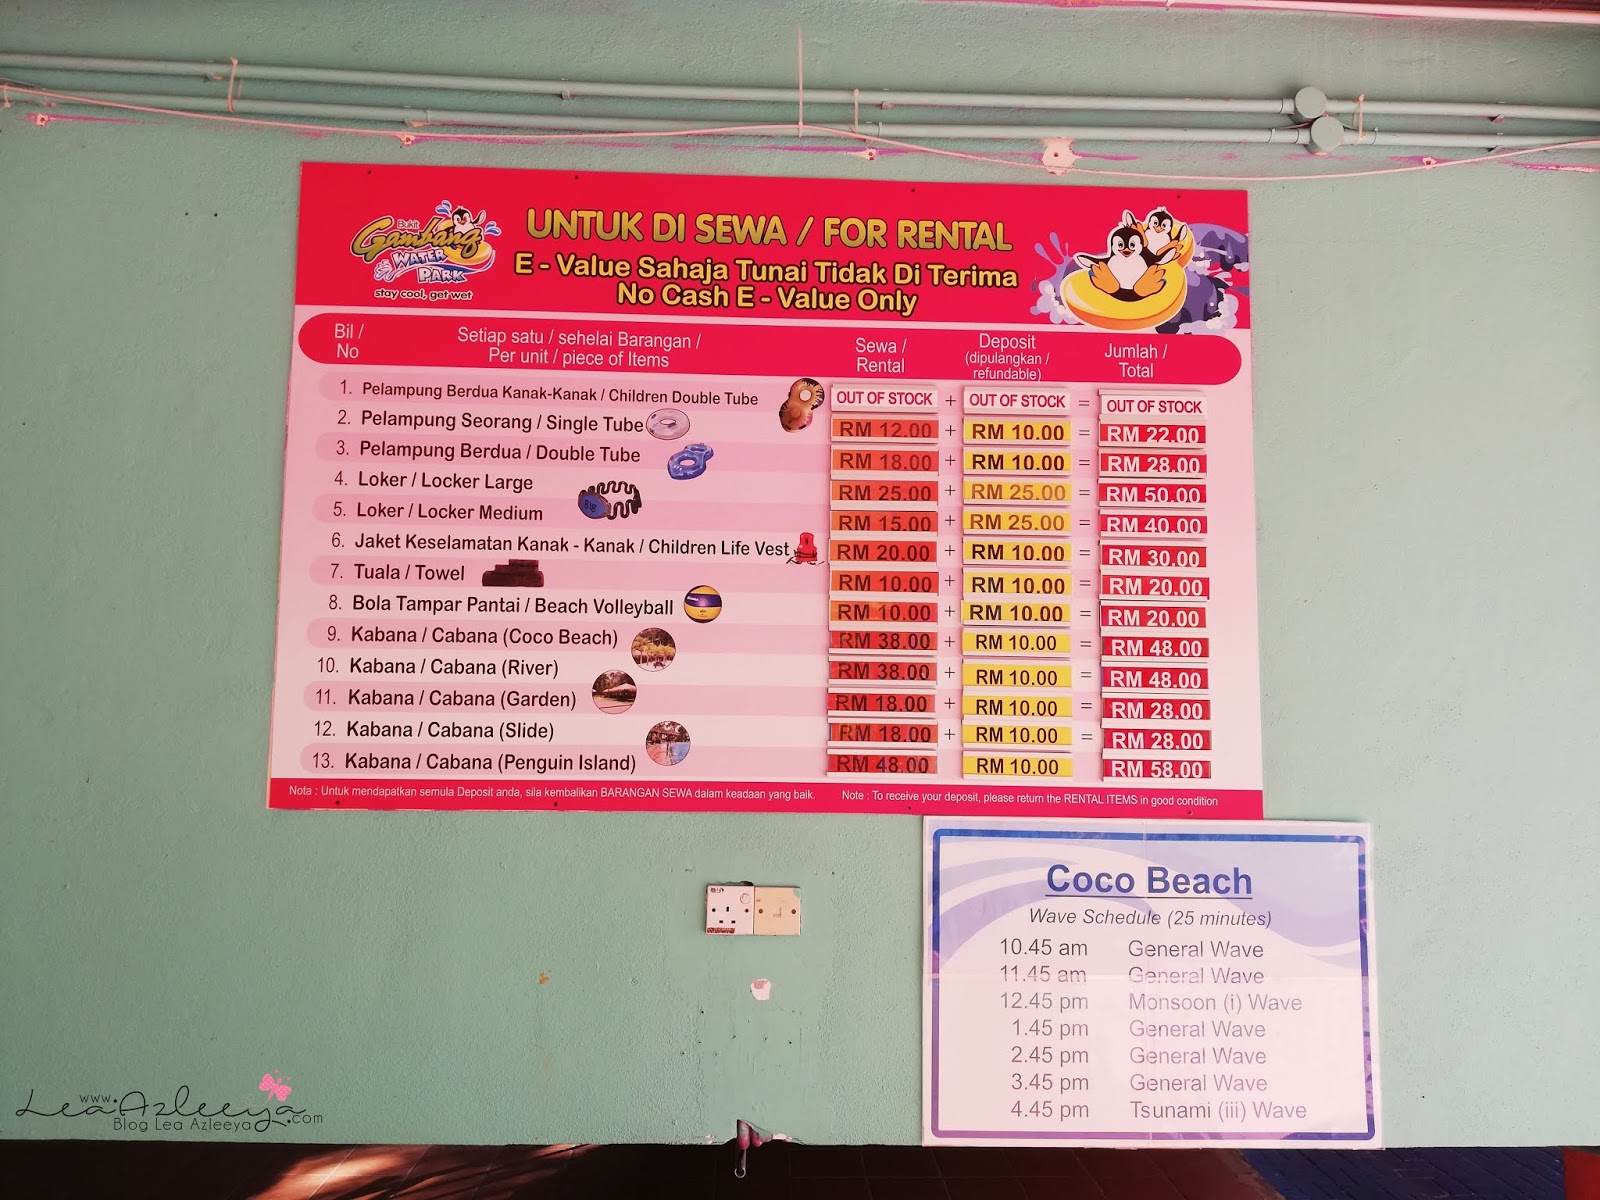 Bukit
Gambang
WATER
PARK
stay cool, get wet
UNTUK DI SEWA / FOR RENTAL
E - Value Sahaja Tunai Tidak Di Terima
No Cash E - Value Only
Bil / No
Setiap satu / sehelai Barangan / Per unit / piece of Items
Sewa / Rental
Deposit (dipulangkan / refundable)
Jumlah / Total
1. Pelampung Berdua Kanak-Kanak / Children Double Tube OUT OF STOCK + OUT OF STOCK = OUT OF STOCK
2. Pelampung Seorang / Single Tube RM 12.00 + RM 10.00 = RM 22.00
3. Pelampung Berdua / Double Tube RM 18.00 + RM 10.00 = RM 28.00
4. Loker / Locker Large RM 25.00 + RM 25.00 = RM 50.00
5. Loker / Locker Medium RM 15.00 + RM 25.00 = RM 40.00
6. Jaket Keselamatan Kanak - Kanak / Children Life Vest RM 20.00 + RM 10.00 = RM 30.00
7. Tuala / Towel RM 10.00 + RM 10.00 = RM 20.00
8. Bola Tampar Pantai / Beach Volleyball RM 10.00 + RM 10.00 = RM 20.00
9. Kabana / Cabana (Coco Beach) RM 38.00 + RM 10.00 = RM 48.00
10. Kabana / Cabana (River) RM 38.00 + RM 10.00 = RM 48.00
11. Kabana / Cabana (Garden) RM 18.00 + RM 10.00 = RM 28.00
12. Kabana / Cabana (Slide) RM 18.00 + RM 10.00 = RM 28.00
13. Kabana / Cabana (Penguin Island) RM 48.00 RM 10.00 RM 58.00
Nota : Untuk mendapatkan semula Deposit anda, sila kembalikan BARANGAN SEWA dalam keadaan yang baik.
Note : To receive your deposit, please return the RENTAL ITEMS in good condition
Coco Beach
Wave Schedule (25 minutes)
10.45 am General Wave
11.45 am General Wave
12.45 pm Monsoon (i) Wave
1.45 pm General Wave
2.45 pm General Wave
3.45 pm General Wave
4.45 pm Tsunami (iii) Wave
www.
LeaAzleeya.com
Blog Lea Azleeya